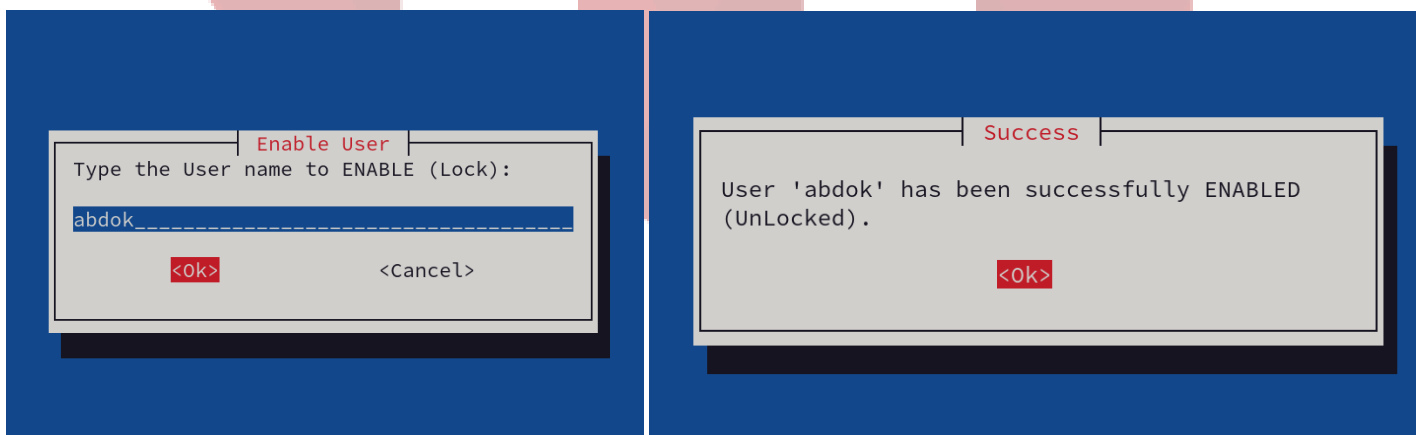 Enable User
Type the User name to ENABLE (Lock):
abdok____________________________________
<Ok>
<Cancel>
Success
User 'abdok' has been successfully ENABLED
(UnLocked).
<Ok>